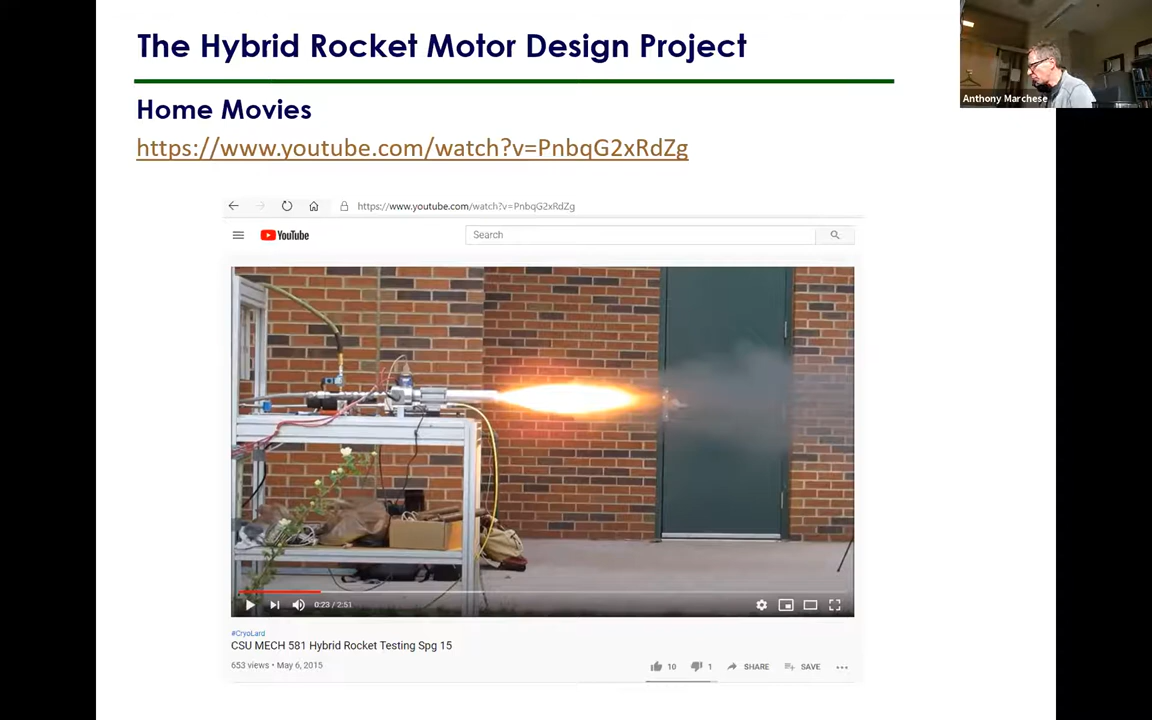 The Hybrid Rocket Motor Design Project
Anthony Marchese
Home Movies
https://www.youtube.com/watch?v=PnbqG2xRdZg
https://www.youtube.com/watch?v=PnbqG2xRdZg
YouTube
Search
0:23 / 2:51
#CryoLard
CSU MECH 581 Hybrid Rocket Testing Spg 15
653 views • May 6, 2015
10
1
SHARE
SAVE